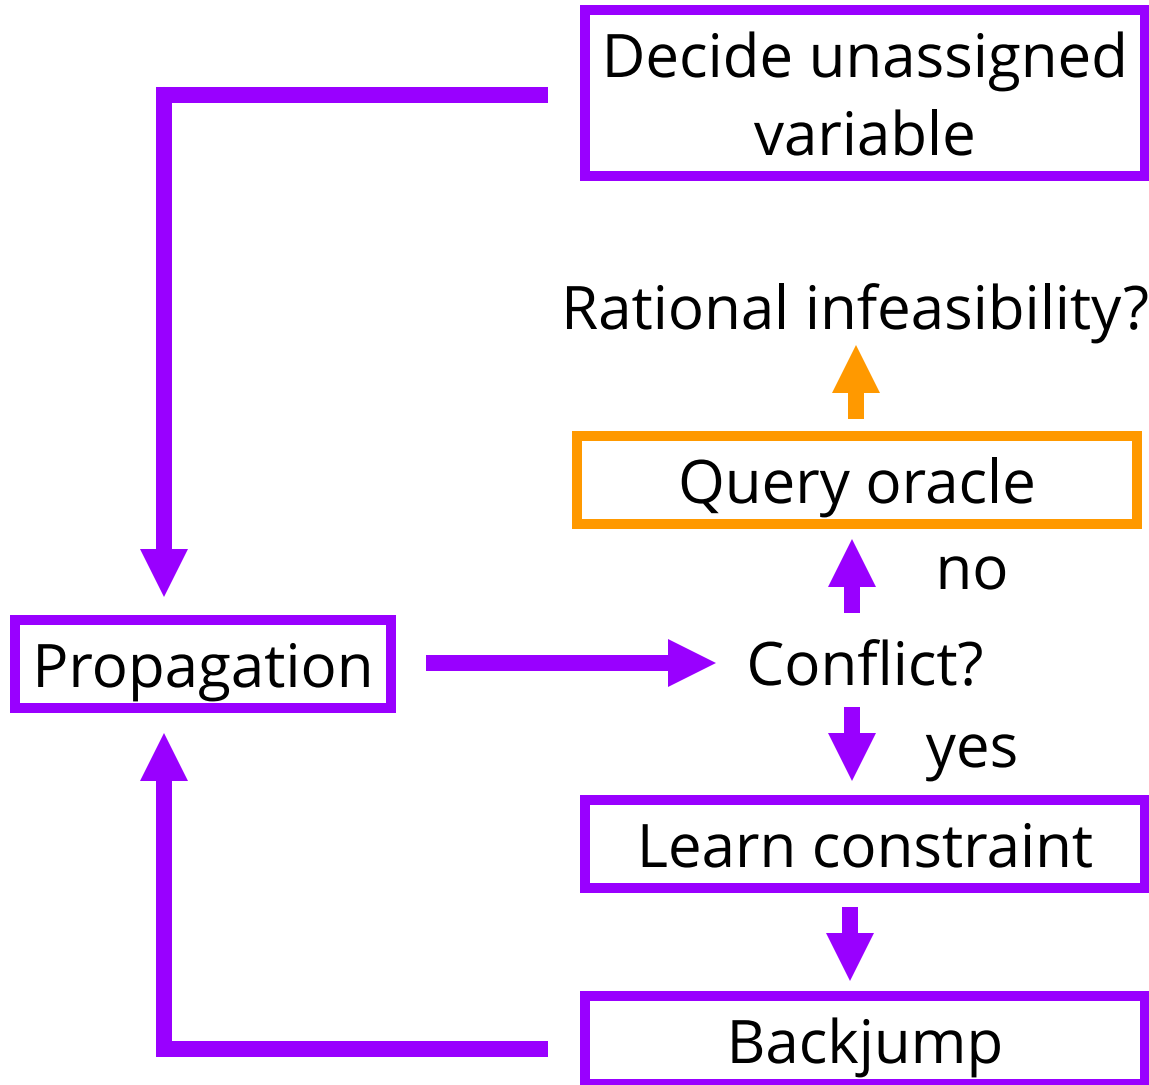 Decide unassigned
variable
Rational infeasibility?
Query oracle
no
Propagation
Conflict?
yes
Learn constraint
Backjump